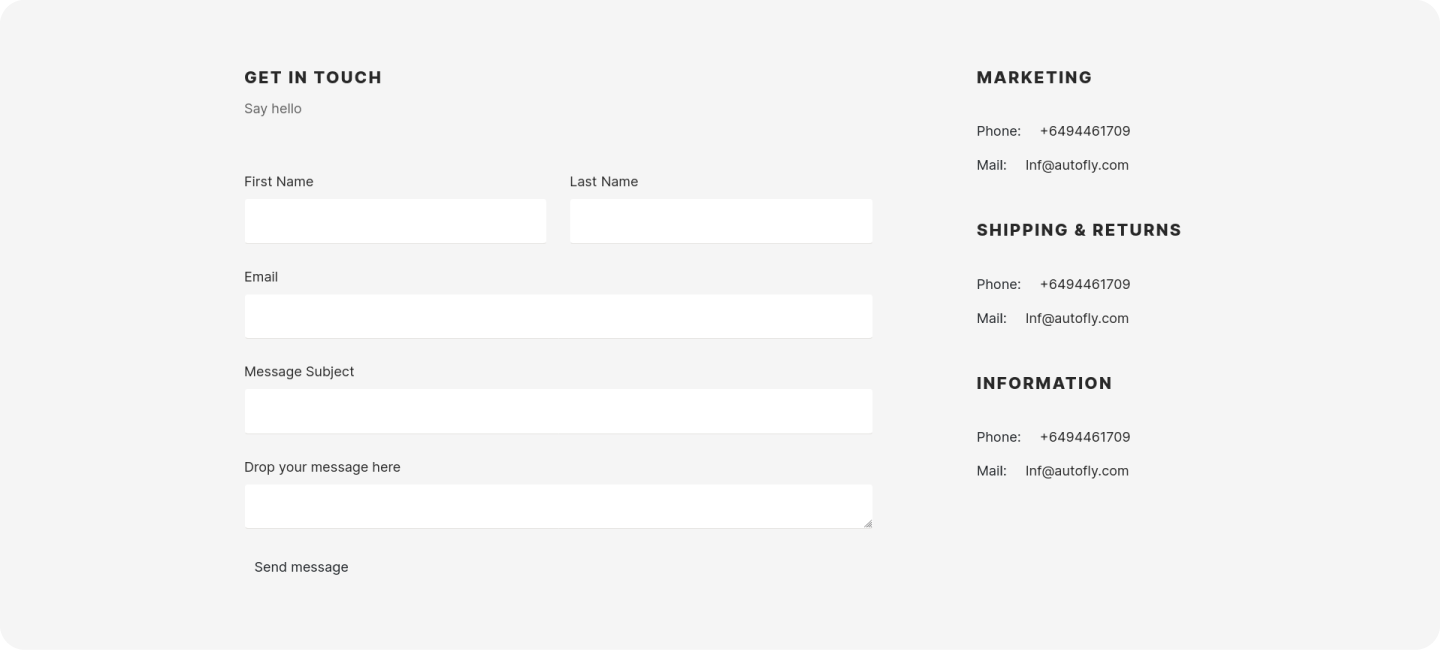 GET IN TOUCH
Say hello
First Name
Last Name
Email
Message Subject
Drop your message here
Send message
MARKETING
Phone: +6494461709
Mail: Inf@autofly.com
SHIPPING & RETURNS
Phone: +6494461709
Mail: Inf@autofly.com
INFORMATION
Phone: +6494461709
Mail: Inf@autofly.com